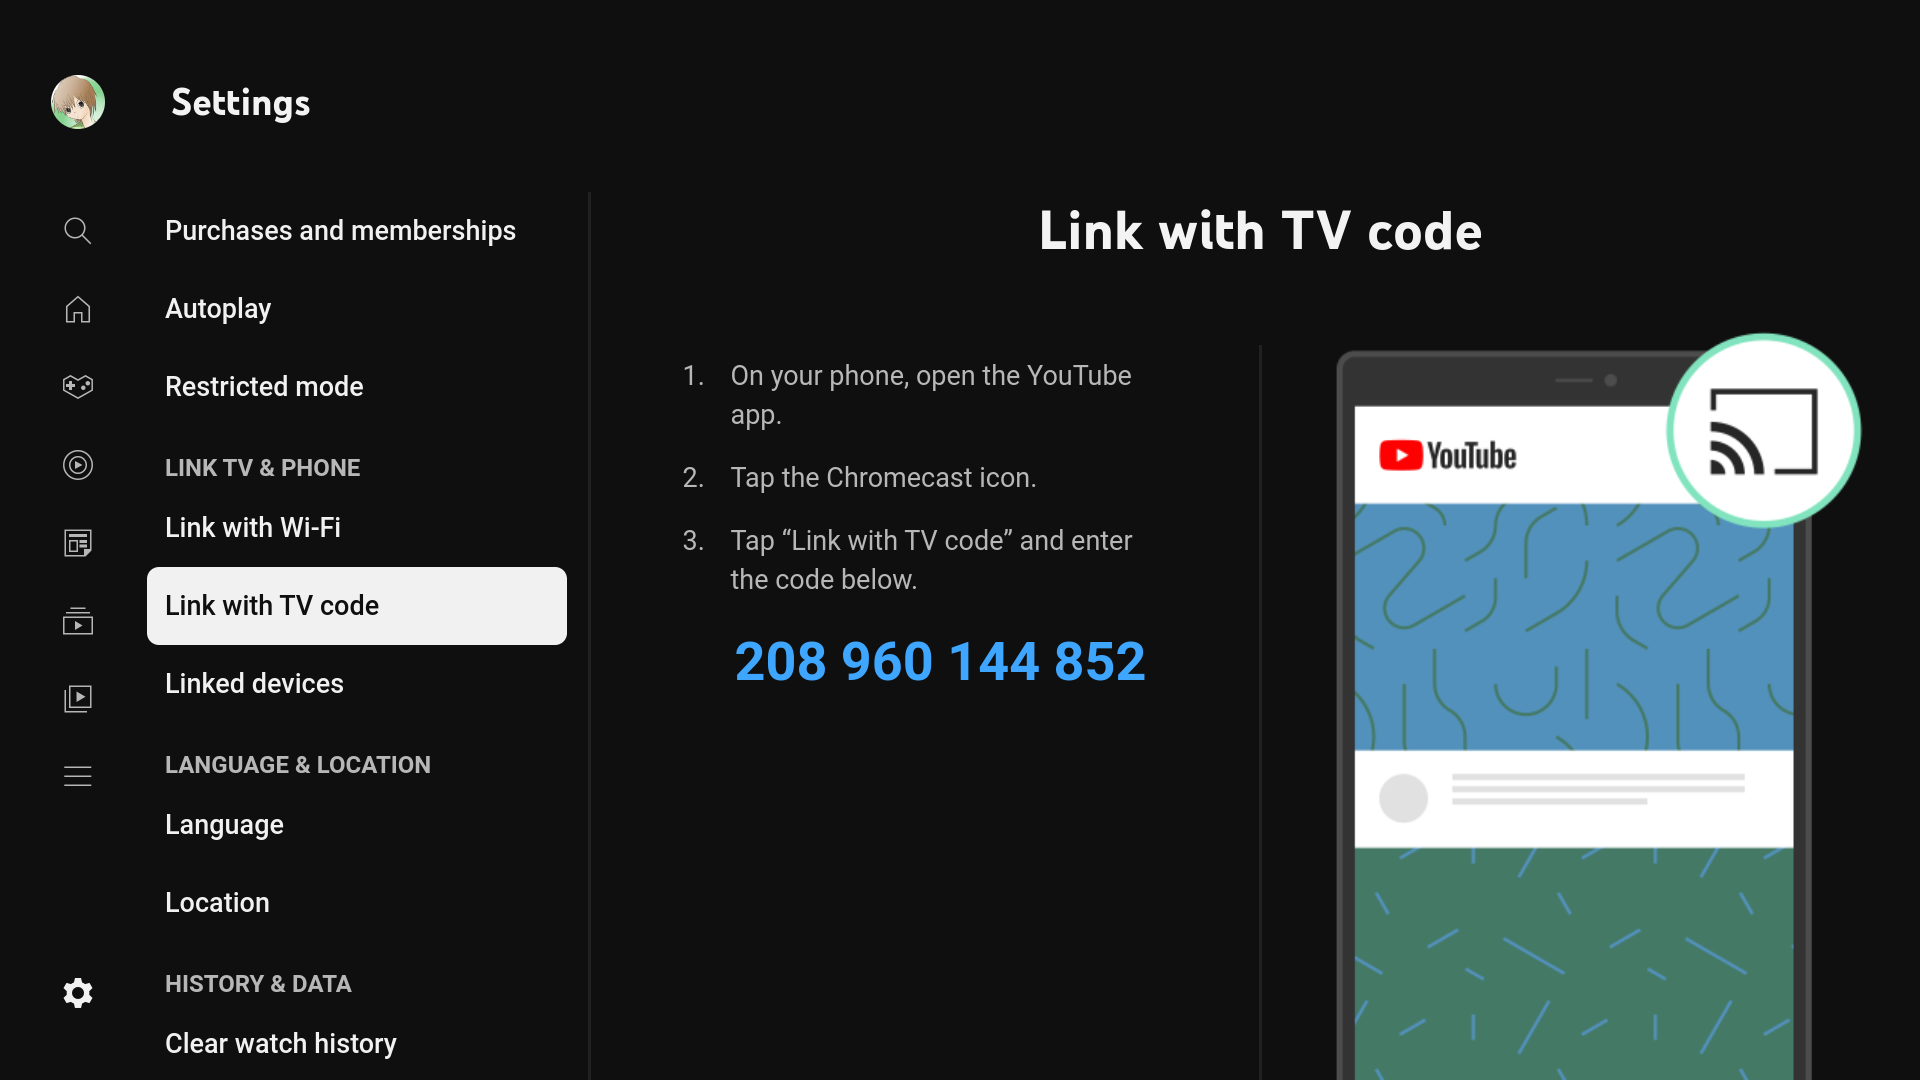 Settings
Purchases and memberships
Autoplay
Restricted mode
LINK TV & PHONE
Link with Wi-Fi
Link with TV code
Linked devices
LANGUAGE & LOCATION
Language
Location
HISTORY & DATA
Clear watch history
Link with TV code
1. On your phone, open the YouTube
app.
2. Tap the Chromecast icon.
3. Tap “Link with TV code” and enter
the code below.
208 960 144 852
YouTube